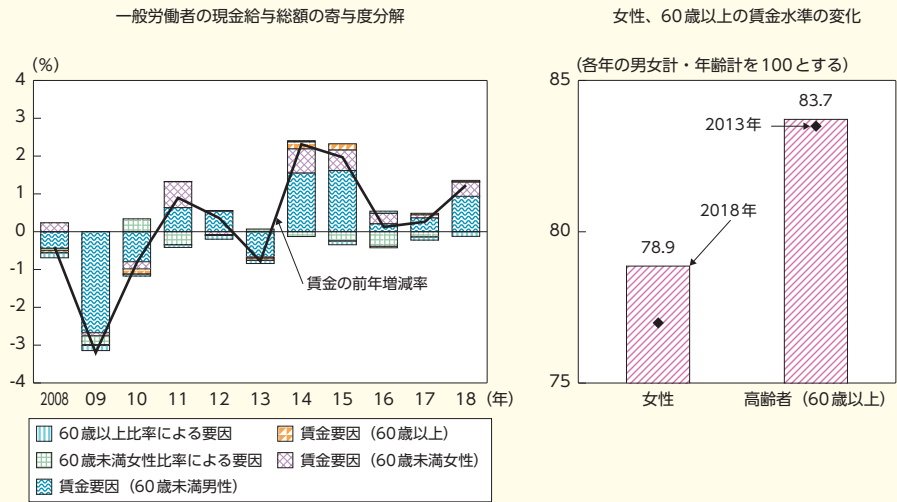 一般労働者の現金給与総額の寄与度分解
(%)
4
3
2
1
0
-1
-2
-3
-4
賃金の前年増減率
2008 09 10 11 12 13 14 15 16 17 18 (年)
60歳以上比率による要因
賃金要因（60歳以上）
60歳未満女性比率による要因
賃金要因（60歳未満女性）
賃金要因（60歳未満男性）
女性、60歳以上の賃金水準の変化
（各年の男女計・年齢計を100とする）
85
80
75
83.7
2013年
2018年
78.9
女性 高齢者（60歳以上）